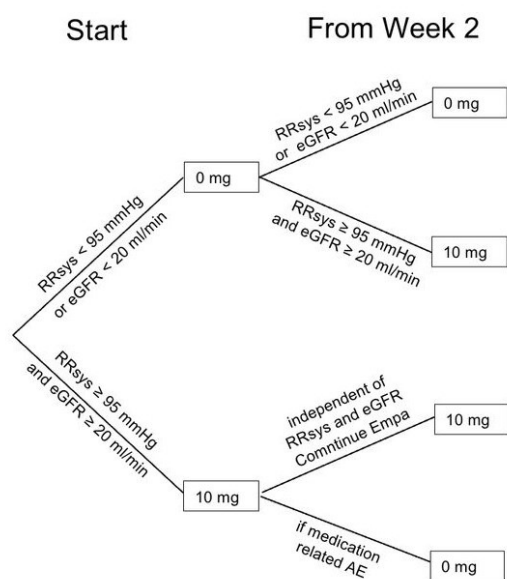 Start
From Week 2
RRsys < 95 mmHg
or eGFR < 20 ml/min
0 mg
RRsys < 95 mmHg
or eGFR < 20 ml/min
0 mg
RRsys ≥ 95 mmHg
and eGFR ≥ 20 ml/min
10 mg
RRsys ≥ 95 mmHg
and eGFR ≥ 20 ml/min
10 mg
independent of
RRsys and eGFR
Comntinue Empa
10 mg
if medication
related AE
0 mg